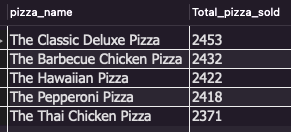 pizza_name Total_pizza_sold
The Classic Deluxe Pizza 2453
The Barbecue Chicken Pizza 2432
The Hawaiian Pizza 2422
The Pepperoni Pizza 2418
The Thai Chicken Pizza 2371